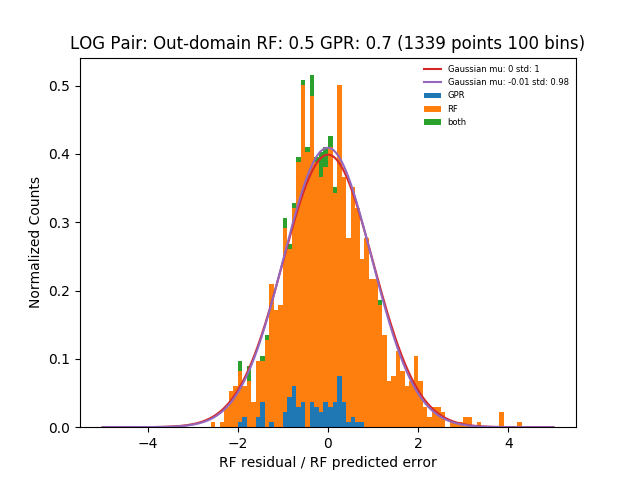 LOG Pair: Out-domain RF: 0.5 GPR: 0.7 (1339 points 100 bins)
Gaussian mu: 0 std: 1
Gaussian mu: -0.01 std: 0.98
GPR
RF
both
Normalized Counts
0.5
0.4
0.3
0.2
0.1
0.0
−4
−2
0
2
4
RF residual / RF predicted error